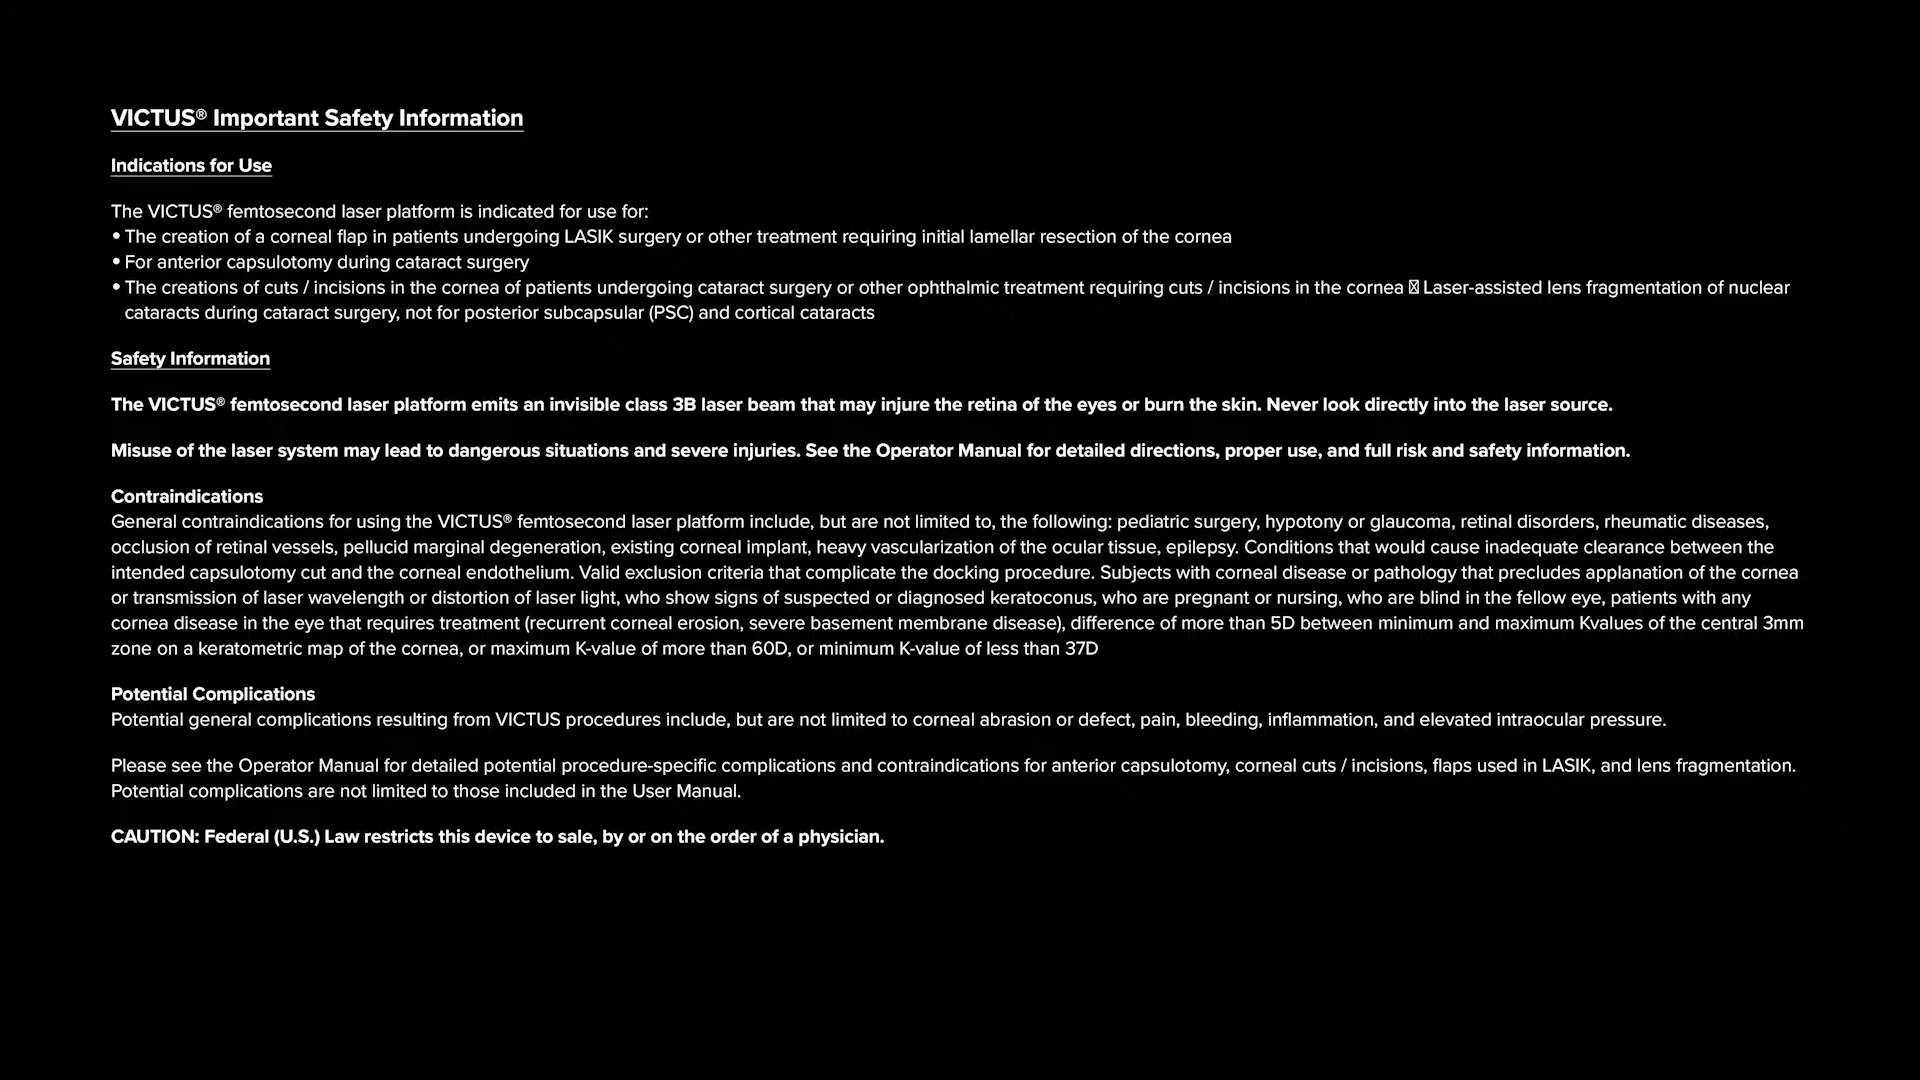 VICTUS® Important Safety Information
Indications for Use
The VICTUS® femtosecond laser platform is indicated for use for:
• The creation of a corneal flap in patients undergoing LASIK surgery or other treatment requiring initial lamellar resection of the cornea
• For anterior capsulotomy during cataract surgery
• The creations of cuts / incisions in the cornea of patients undergoing cataract surgery or other ophthalmic treatment requiring cuts / incisions in the cornea  Laser-assisted lens fragmentation of nuclear
cataracts during cataract surgery, not for posterior subcapsular (PSC) and cortical cataracts
Safety Information
The VICTUS® femtosecond laser platform emits an invisible class 3B laser beam that may injure the retina of the eyes or burn the skin. Never look directly into the laser source.
Misuse of the laser system may lead to dangerous situations and severe injuries. See the Operator Manual for detailed directions, proper use, and full risk and safety information.
Contraindications
General contraindications for using the VICTUS® femtosecond laser platform include, but are not limited to, the following: pediatric surgery, hypotony or glaucoma, retinal disorders, rheumatic diseases,
occlusion of retinal vessels, pellucid marginal degeneration, existing corneal implant, heavy vascularization of the ocular tissue, epilepsy. Conditions that would cause inadequate clearance between the
intended capsulotomy cut and the corneal endothelium. Valid exclusion criteria that complicate the docking procedure. Subjects with corneal disease or pathology that precludes applanation of the cornea
or transmission of laser wavelength or distortion of laser light, who show signs of suspected or diagnosed keratoconus, who are pregnant or nursing, who are blind in the fellow eye, patients with any
cornea disease in the eye that requires treatment (recurrent corneal erosion, severe basement membrane disease), difference of more than 5D between minimum and maximum Kvalues of the central 3mm
zone on a keratometric map of the cornea, or maximum K-value of more than 60D, or minimum K-value of less than 37D
Potential Complications
Potential general complications resulting from VICTUS procedures include, but are not limited to corneal abrasion or defect, pain, bleeding, inflammation, and elevated intraocular pressure.
Please see the Operator Manual for detailed potential procedure-specific complications and contraindications for anterior capsulotomy, corneal cuts / incisions, flaps used in LASIK, and lens fragmentation.
Potential complications are not limited to those included in the User Manual.
CAUTION: Federal (U.S.) Law restricts this device to sale, by or on the order of a physician.